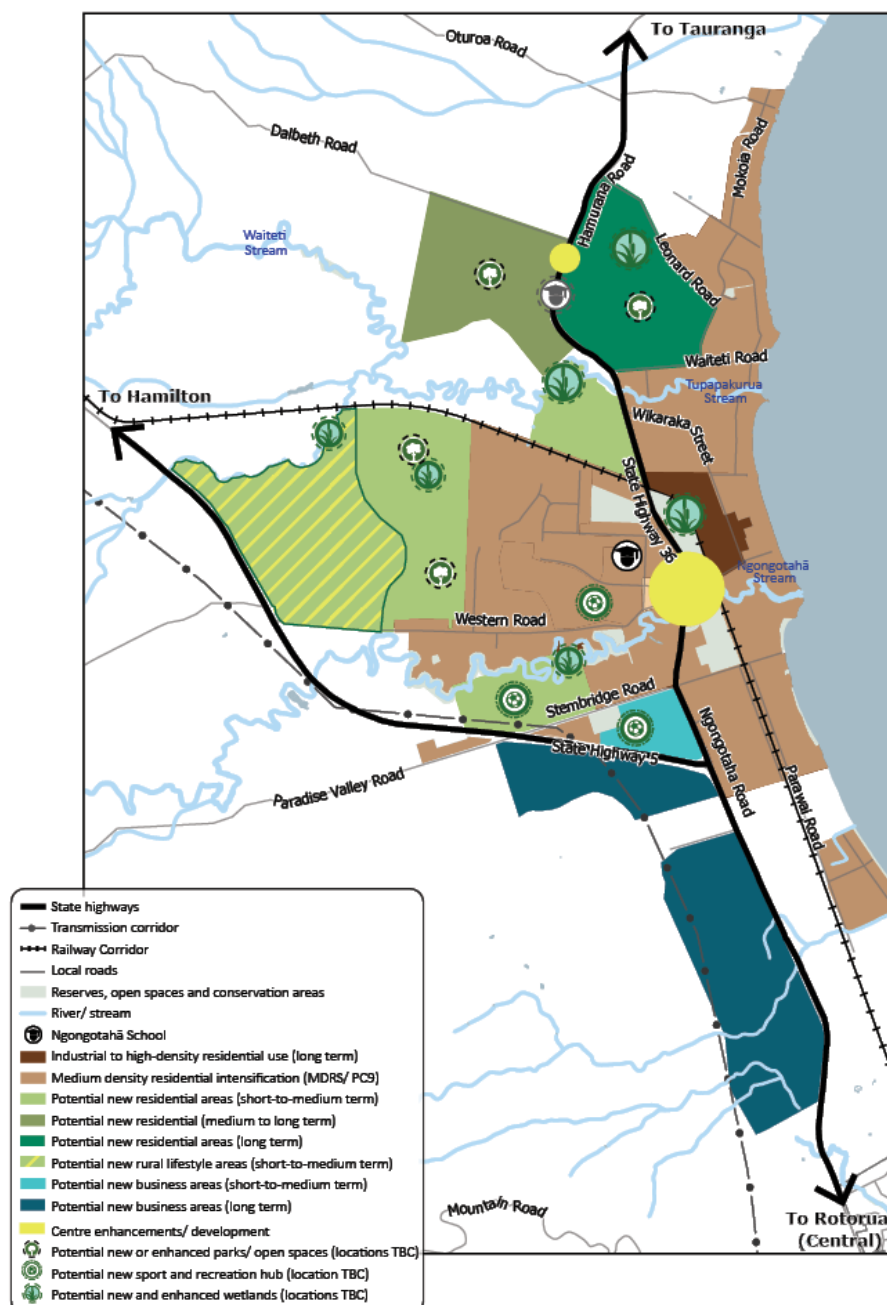 To Tauranga
Oturoa Road
Dalbeth Road
Mokoia Road
Hamurana Road
Waiteti
Stream
Leonard Road
Waiteti Road
To Hamilton
Tupapakurua
Stream
Wikaraka Street
State Highway 36
Ngongotahā
Stream
Western Road
Stembridge Road
State Highway 5
Ngongotaha Road
Paradise Valley Road
Parawai Road
State highways
Transmission corridor
Railway Corridor
Local roads
Reserves, open spaces and conservation areas
River/ stream
Ngongotahā School
Industrial to high-density residential use (long term)
Medium density residential intensification (MDRS/ PC9)
Potential new residential areas (short-to-medium term)
Potential new residential (medium to long term)
Potential new residential areas (long term)
Potential new rural lifestyle areas (short-to-medium term)
Potential new business areas (short-to-medium term)
Potential new business areas (long term)
Centre enhancements/ development
Potential new or enhanced parks/ open spaces (locations TBC)
Potential new sport and recreation hub (location TBC)
Potential new and enhanced wetlands (locations TBC)
Mountain Road
To Rotorua
(Central)